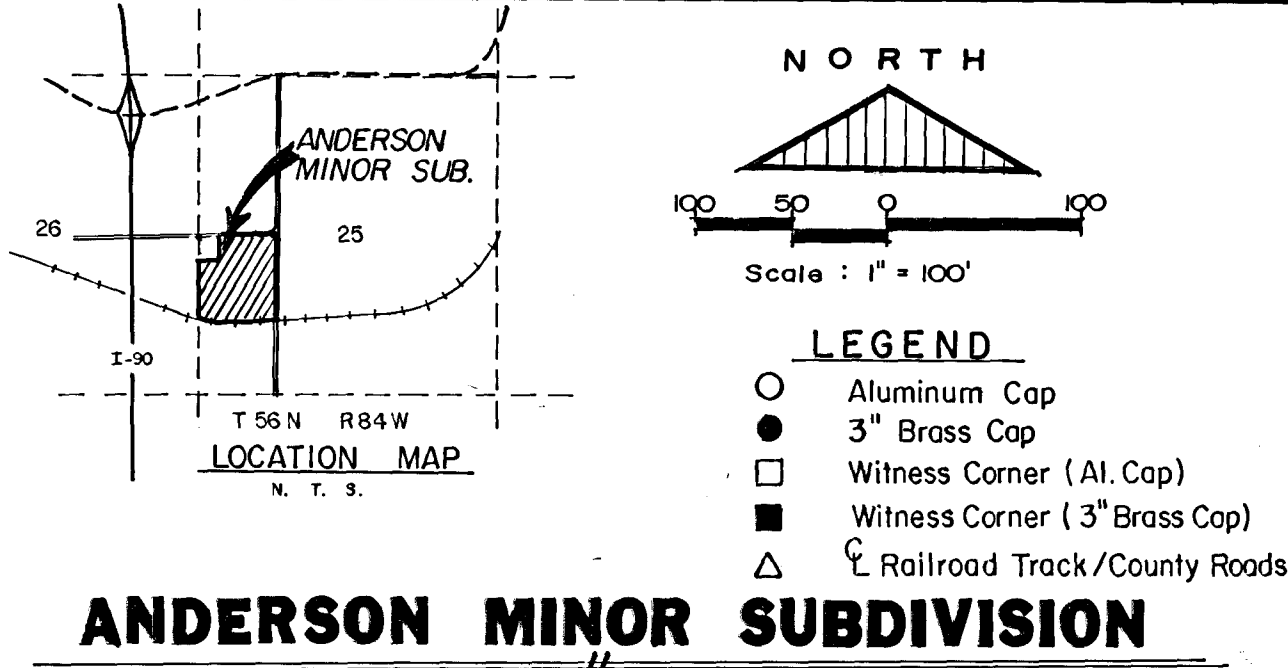 ANDERSON
MINOR SUB.
26
25
I-90
T 56 N R 84 W
LOCATION MAP
N. T. S.
NORTH
100 50 0 100
Scale : 1" = 100'
LEGEND
Aluminum Cap
3" Brass Cap
Witness Corner (Al. Cap)
Witness Corner (3" Brass Cap)
℄ Railroad Track/County Roads
ANDERSON MINOR SUBDIVISION